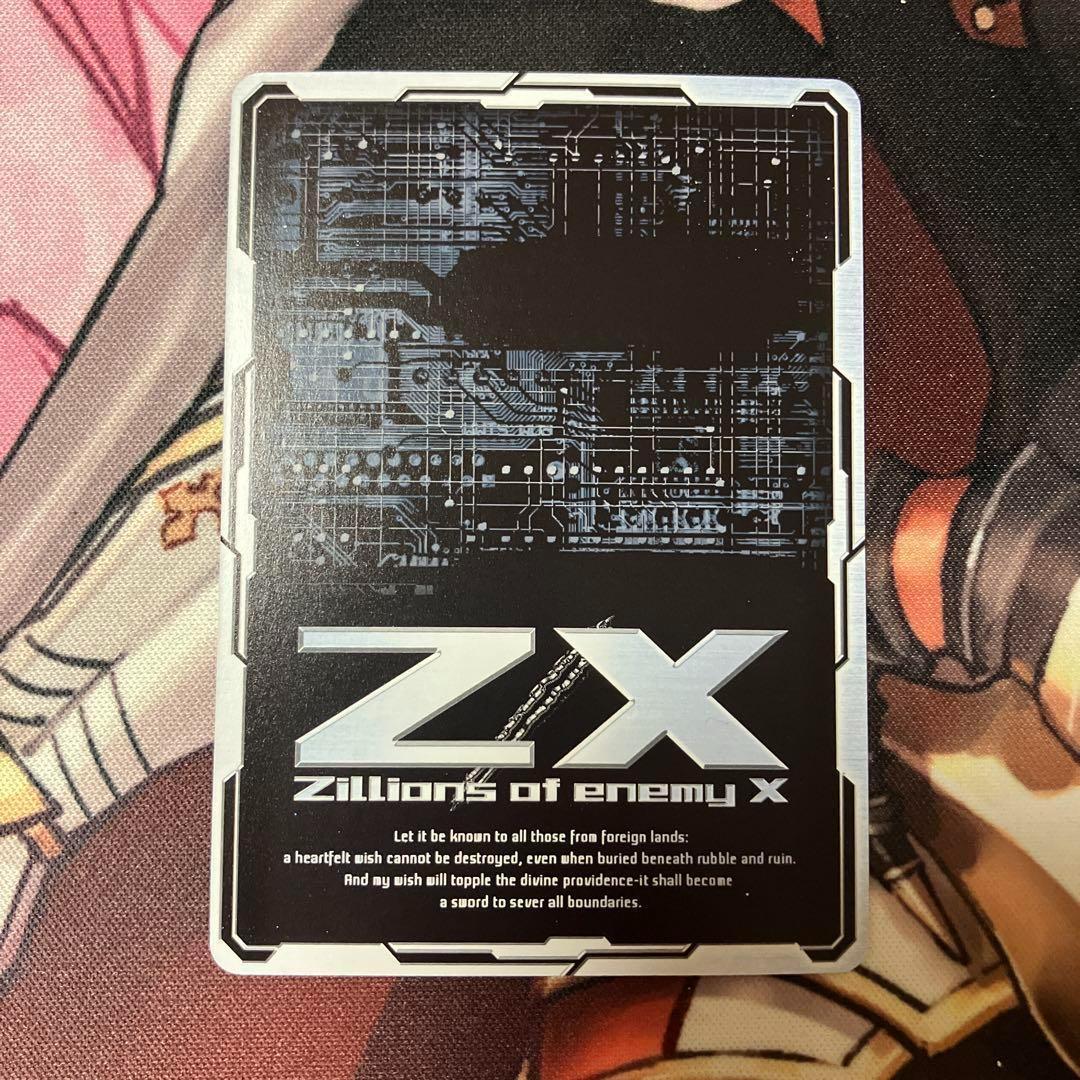 Z/X
Zillions of enemy X
Let it be known to all those from foreign lands:
a heartfelt wish cannot be destroyed, even when buried beneath rubble and ruin.
And my wish will topple the divine providence-it shall become
a sword to sever all boundaries.